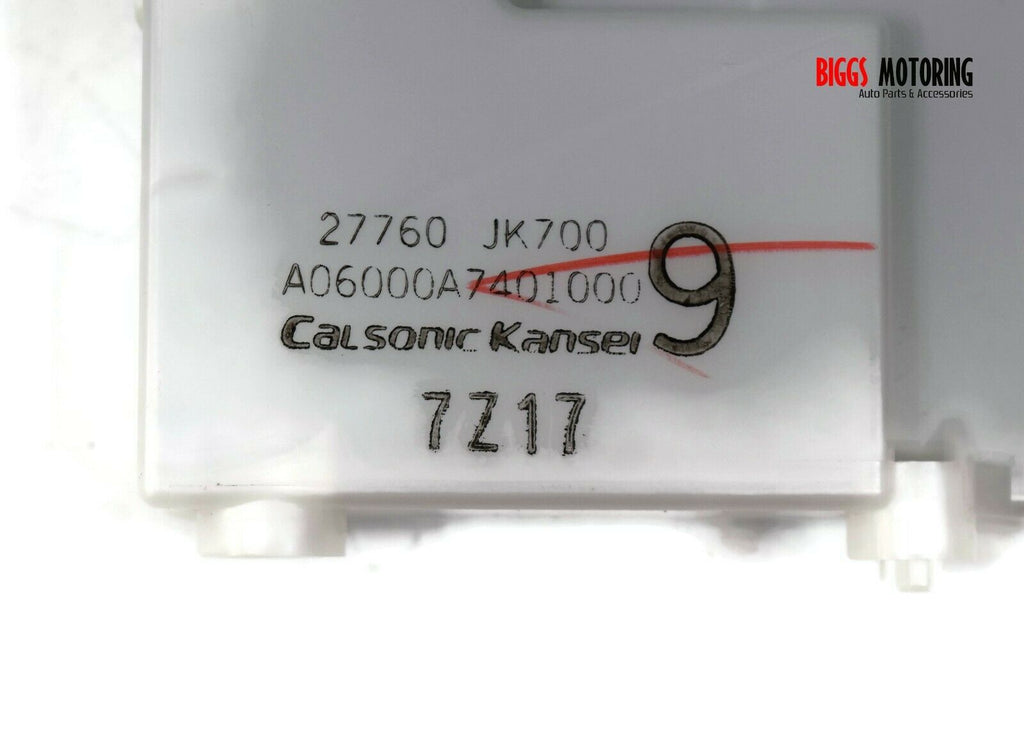 BIGGS MOTORING
Auto Parts & Accessories
27760 JK700
A06000A7401000
9
CaLsonic Kansei
7Z17